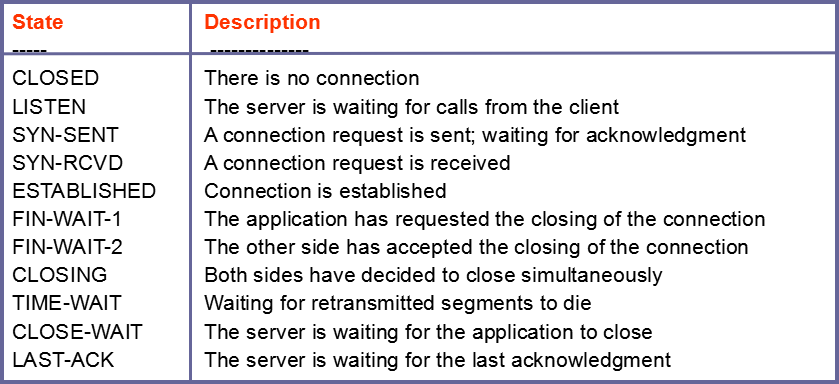 State Description
----- --------------
CLOSED There is no connection
LISTEN The server is waiting for calls from the client
SYN-SENT A connection request is sent; waiting for acknowledgment
SYN-RCVD A connection request is received
ESTABLISHED Connection is established
FIN-WAIT-1 The application has requested the closing of the connection
FIN-WAIT-2 The other side has accepted the closing of the connection
CLOSING Both sides have decided to close simultaneously
TIME-WAIT Waiting for retransmitted segments to die
CLOSE-WAIT The server is waiting for the application to close
LAST-ACK The server is waiting for the last acknowledgment